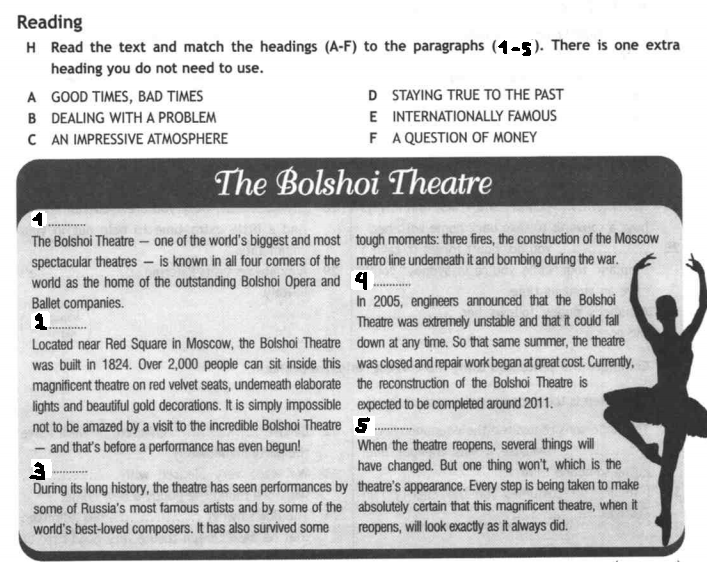 Reading
H Read the text and match the headings (A-F) to the paragraphs (1-5). There is one extra
heading you do not need to use.
A GOOD TIMES, BAD TIMES
B DEALING WITH A PROBLEM
C AN IMPRESSIVE ATMOSPHERE
D STAYING TRUE TO THE PAST
E INTERNATIONALLY FAMOUS
F A QUESTION OF MONEY
The Bolshoi Theatre
1 ............
The Bolshoi Theatre — one of the world's biggest and most
spectacular theatres — is known in all four corners of the
world as the home of the outstanding Bolshoi Opera and
Ballet companies.
2 ............
Located near Red Square in Moscow, the Bolshoi Theatre
was built in 1824. Over 2,000 people can sit inside this
magnificent theatre on red velvet seats, underneath elaborate
lights and beautiful gold decorations. It is simply impossible
not to be amazed by a visit to the incredible Bolshoi Theatre
— and that's before a performance has even begun!
3 ............
During its long history, the theatre has seen performances by
some of Russia's most famous artists and by some of the
world's best-loved composers. It has also survived some
tough moments: three fires, the construction of the Moscow
metro line underneath it and bombing during the war.
4 ............
In 2005, engineers announced that the Bolshoi
Theatre was extremely unstable and that it could fall
down at any time. So that same summer, the theatre
was closed and repair work began at great cost. Currently,
the reconstruction of the Bolshoi Theatre is
expected to be completed around 2011.
5 ............
When the theatre reopens, several things will
have changed. But one thing won't, which is the
theatre's appearance. Every step is being taken to make
absolutely certain that this magnificent theatre, when it
reopens, will look exactly as it always did.